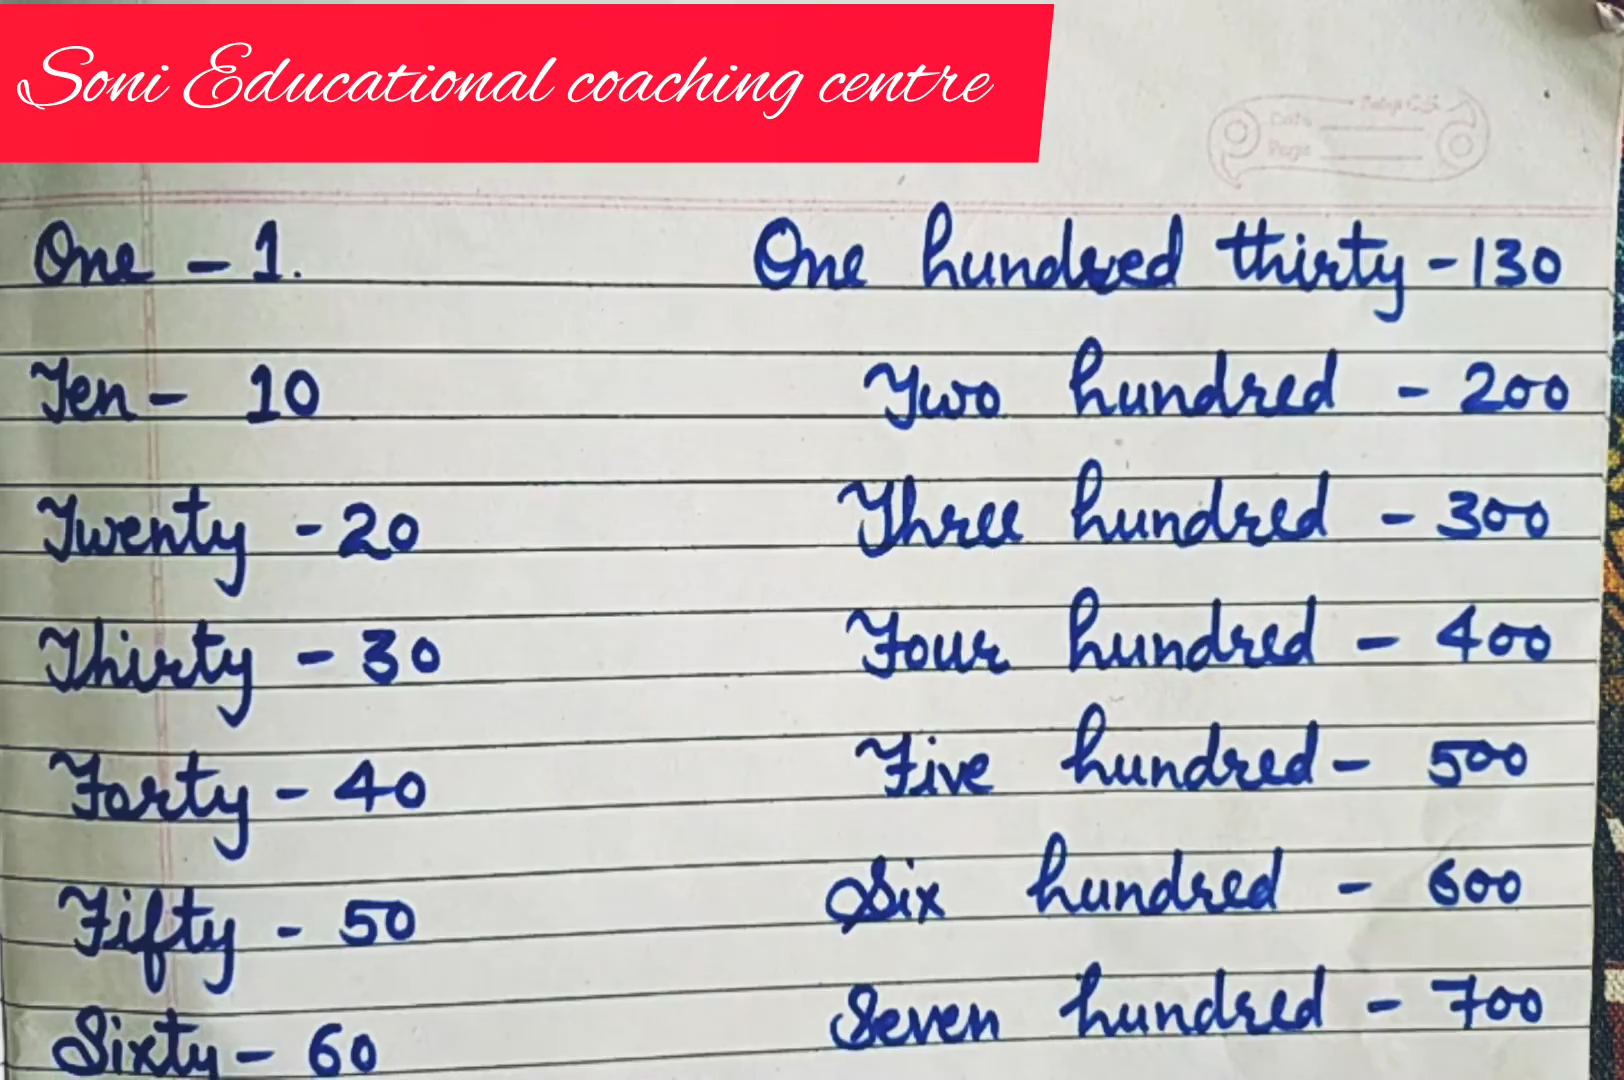 Soni Educational coaching centre
Date
Page
One - 1.
Ten - 10
Twenty - 20
Thirty - 30
Forty - 40
Fifty - 50
Sixty - 60
One hundred thirty - 130
Two hundred - 200
Three hundred - 300
Four hundred - 400
Five hundred - 500
Six hundred - 600
Seven hundred - 700